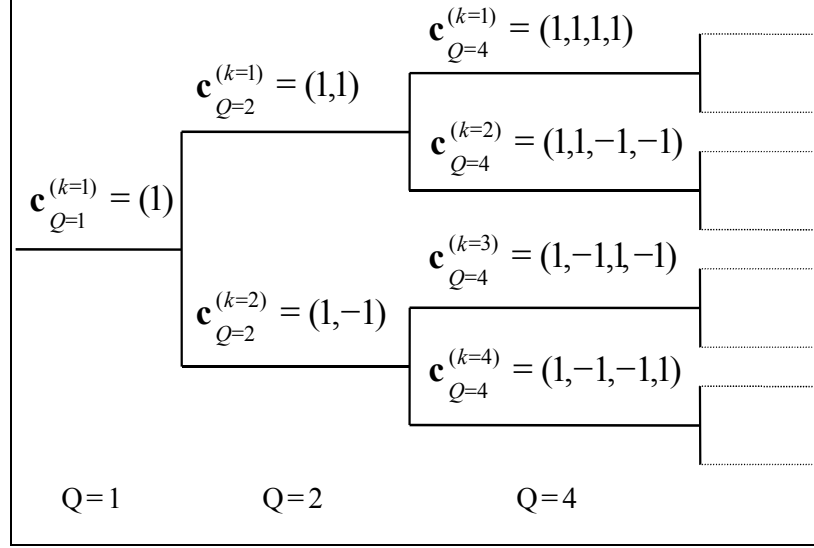 c_{Q=4}^{(k=1)} = (1,1,1,1)
c_{Q=2}^{(k=1)} = (1,1)
c_{Q=4}^{(k=2)} = (1,1,−1,−1)
c_{Q=1}^{(k=1)} = (1)
c_{Q=4}^{(k=3)} = (1,−1,1,−1)
c_{Q=2}^{(k=2)} = (1,−1)
c_{Q=4}^{(k=4)} = (1,−1,−1,1)
Q=1 Q=2 Q=4